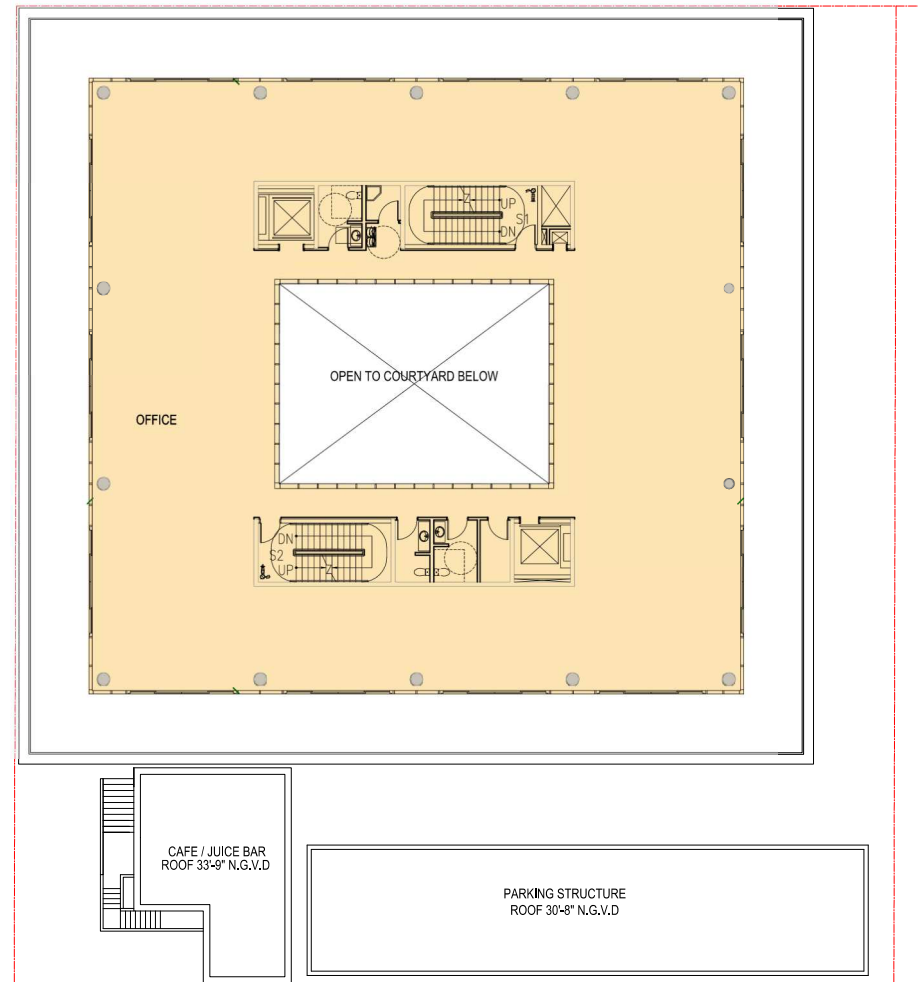 UP
S1
DN
OPEN TO COURTYARD BELOW
OFFICE
DN
S2
UP
CAFE / JUICE BAR
ROOF 33'-9" N.G.V.D
PARKING STRUCTURE
ROOF 30'-8" N.G.V.D